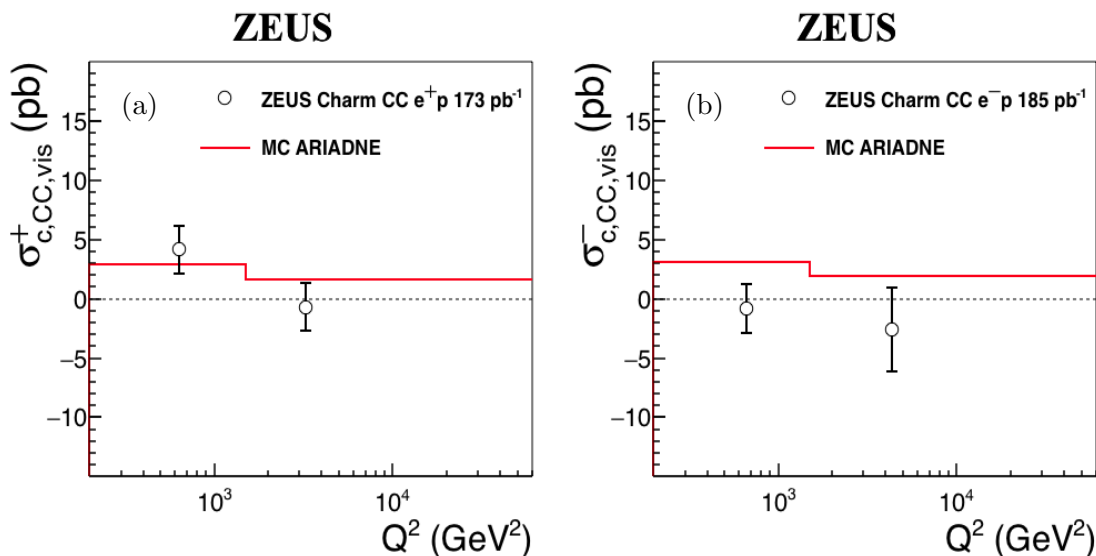 ZEUS
(a)
ZEUS Charm CC e⁺p 173 pb⁻¹
MC ARIADNE
σ⁺c,CC,vis (pb)
15
10
5
0
−5
−10
10³
10⁴
Q² (GeV²)
ZEUS
(b)
ZEUS Charm CC e⁻p 185 pb⁻¹
MC ARIADNE
σ⁻c,CC,vis (pb)
15
10
5
0
−5
−10
10³
10⁴
Q² (GeV²)